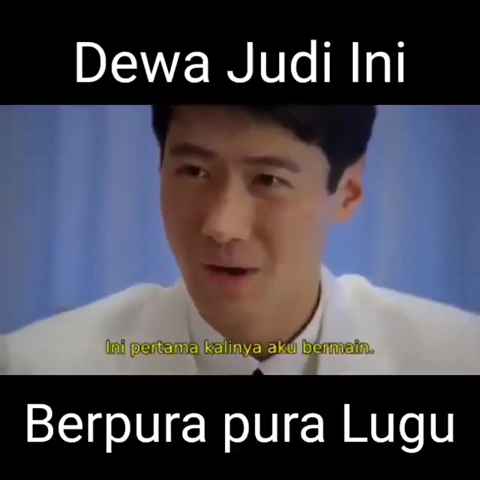 Dewa Judi Ini
Ini pertama kalinya aku bermain.
Berpura pura Lugu